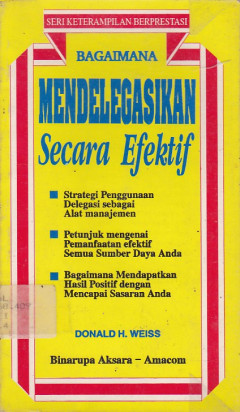 SERI KETERAMPILAN BERPRESTASI
BAGAIMANA
MENDELEGASIKAN
Secara Efektif
Strategi Penggunaan
Delegasi sebagai
Alat manajemen
Petunjuk mengenai
Pemanfaatan efektif
Semua Sumber Daya Anda
Bagaimana Mendapatkan
Hasil Positif dengan
Mencapai Sasaran Anda
DONALD H. WEISS
Binarupa Aksara – Amacom